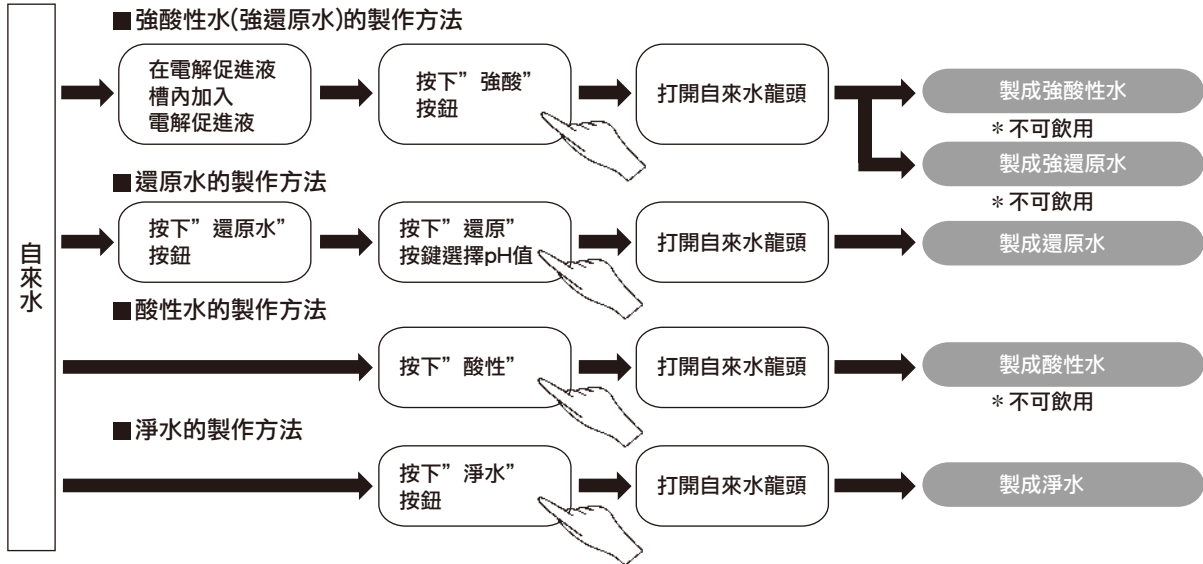 自來水
■強酸性水(強還原水)的製作方法
在電解促進液
槽內加入
電解促進液
按下”強酸”
按鈕
打開自來水龍頭
製成強酸性水
＊不可飲用
製成強還原水
＊不可飲用
■還原水的製作方法
按下”還原水”
按鈕
按下”還原”
按鍵選擇pH值
打開自來水龍頭
製成還原水
■酸性水的製作方法
按下”酸性”
打開自來水龍頭
製成酸性水
＊不可飲用
■淨水的製作方法
按下”淨水”
按鈕
打開自來水龍頭
製成淨水